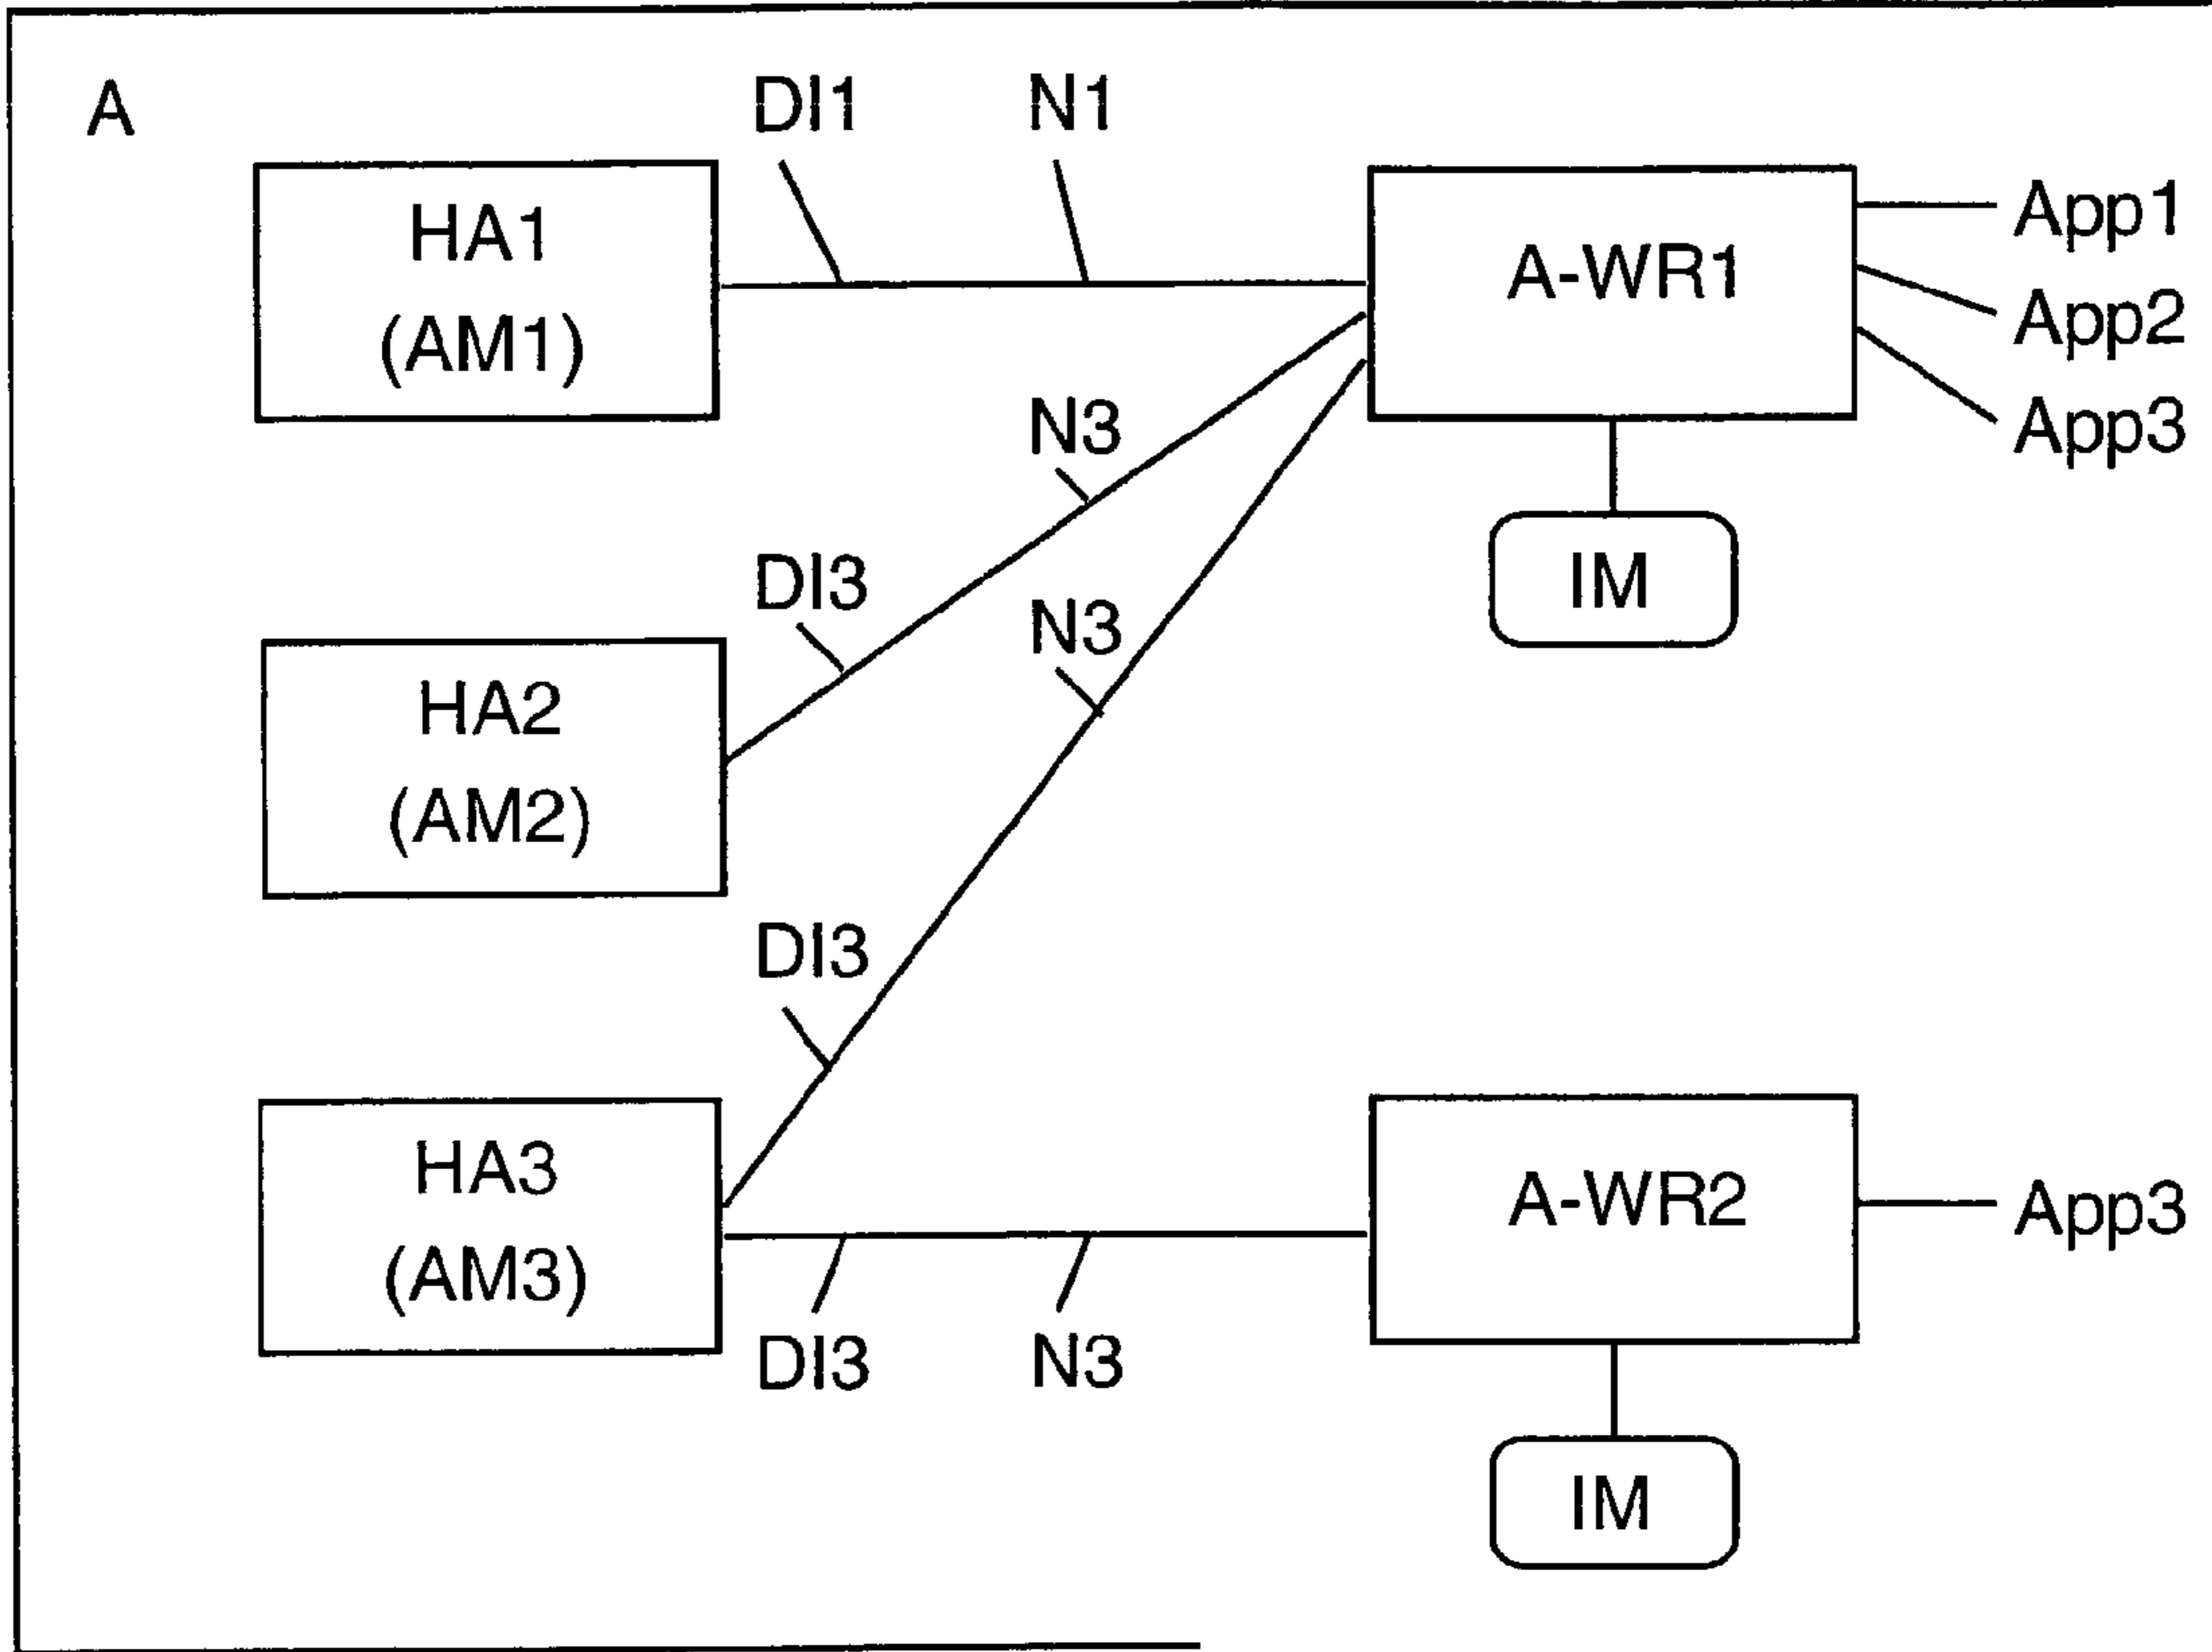 A
DI1
N1
HA1
(AM1)
A-WR1
App1
App2
App3
N3
DI3
N3
IM
HA2
(AM2)
DI3
HA3
(AM3)
A-WR2
App3
DI3
N3
IM